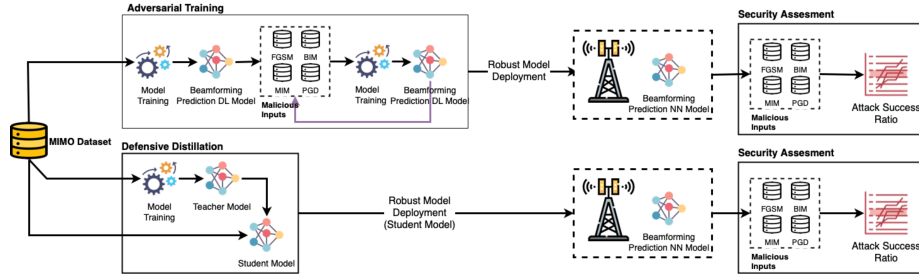 Adversarial Training
Model
Training
Beamforming
Prediction DL Model
FGSM
BIM
MIM
PGD
Malicious
Inputs
Model
Training
Beamforming
Prediction DL Model
Robust Model
Deployment
Beamforming
Prediction NN Model
Security Assesment
FGSM
BIM
MIM
PGD
Malicious
Inputs
Attack Success
Ratio
MIMO Dataset
Defensive Distillation
Model
Training
Teacher Model
Student Model
Robust Model
Deployment
(Student Model)
Beamforming
Prediction NN Model
Security Assesment
FGSM
BIM
MIM
PGD
Malicious
Inputs
Attack Success
Ratio